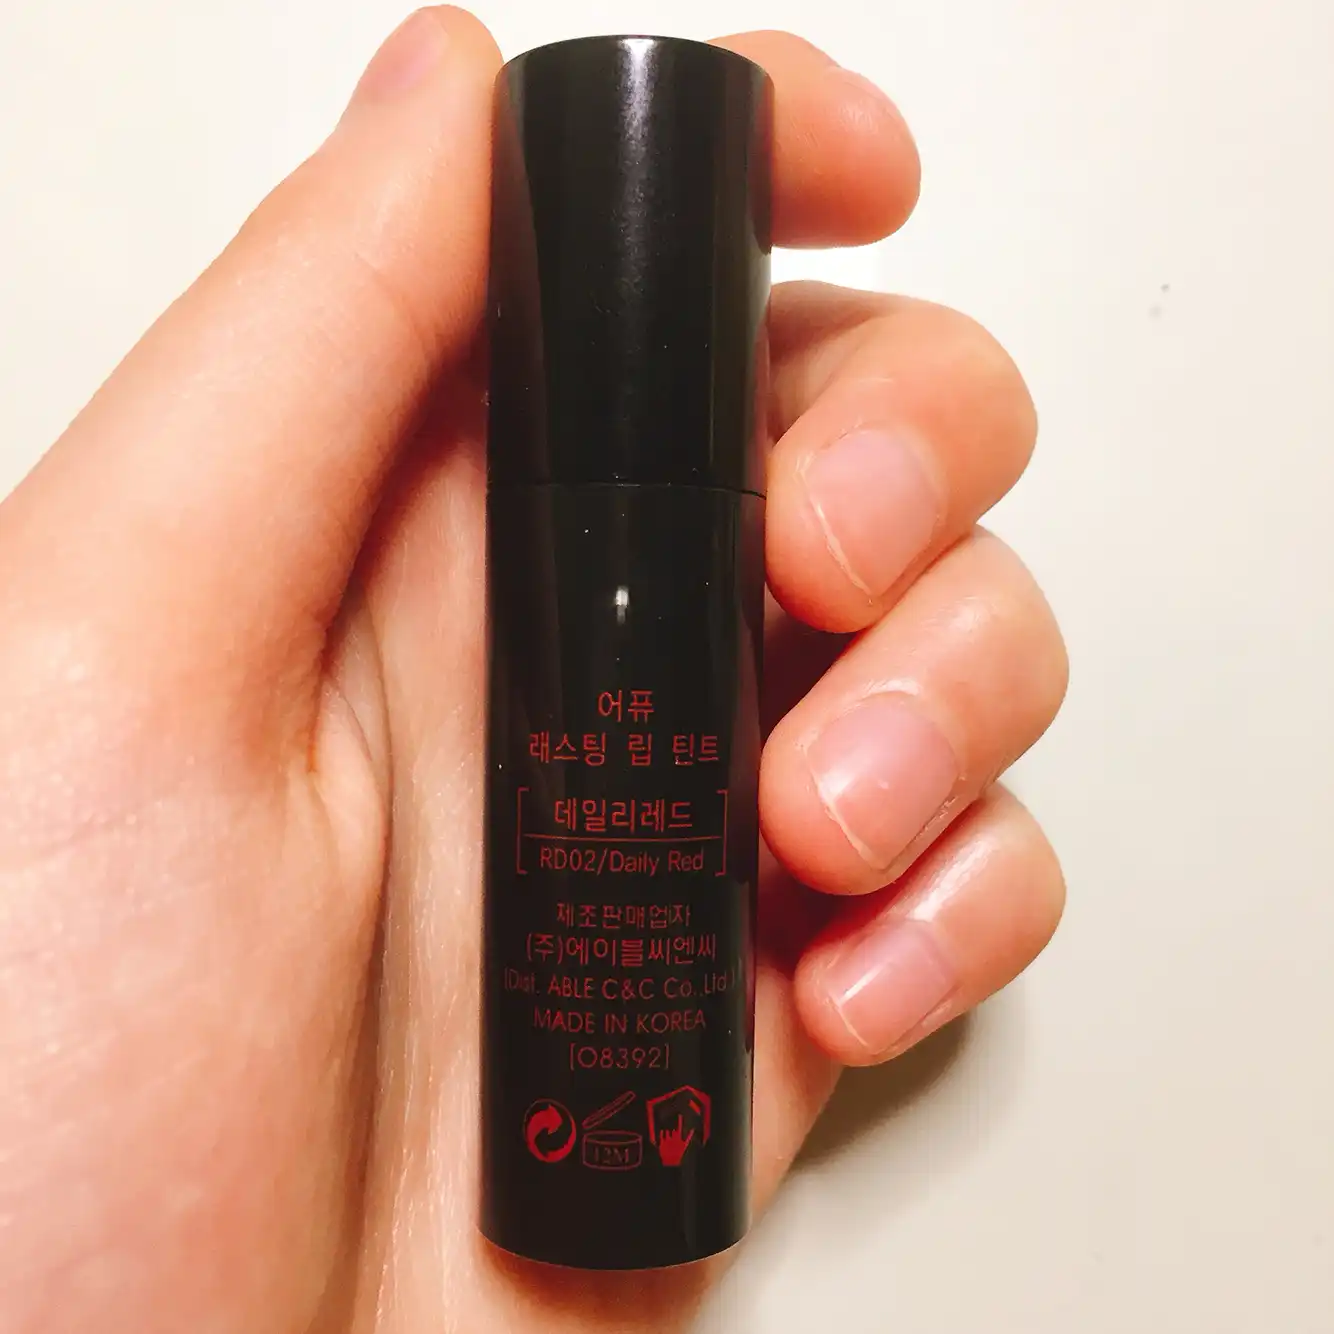 어퓨
래스팅 립 틴트
데일리레드
RD02/Daily Red
제조판매업자
(주)에이블씨엔씨
(Dist. ABLE C&C Co.,Ltd.)
MADE IN KOREA
[O8392]
12M